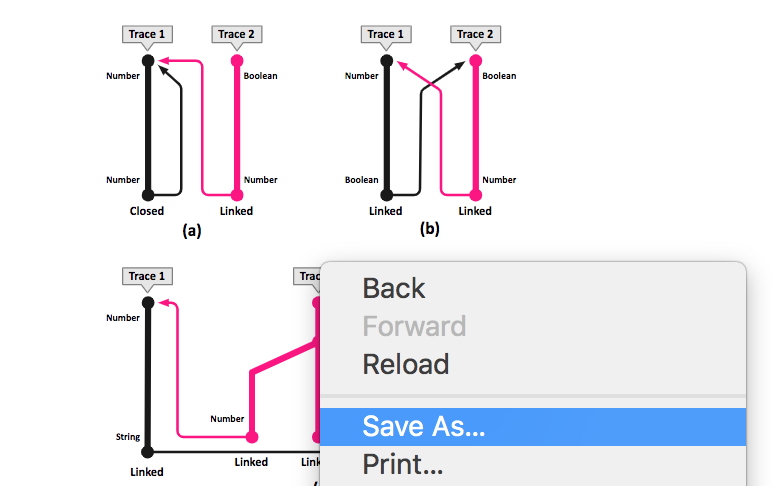 Trace 1 Trace 2
Number Boolean
Number Number
Closed Linked
(a)
Trace 1 Trace 2
Number Boolean
Boolean Number
Linked Linked
(b)
Trace 1
Number
Number
String
Linked Linked
Back
Forward
Reload
Save As...
Print...